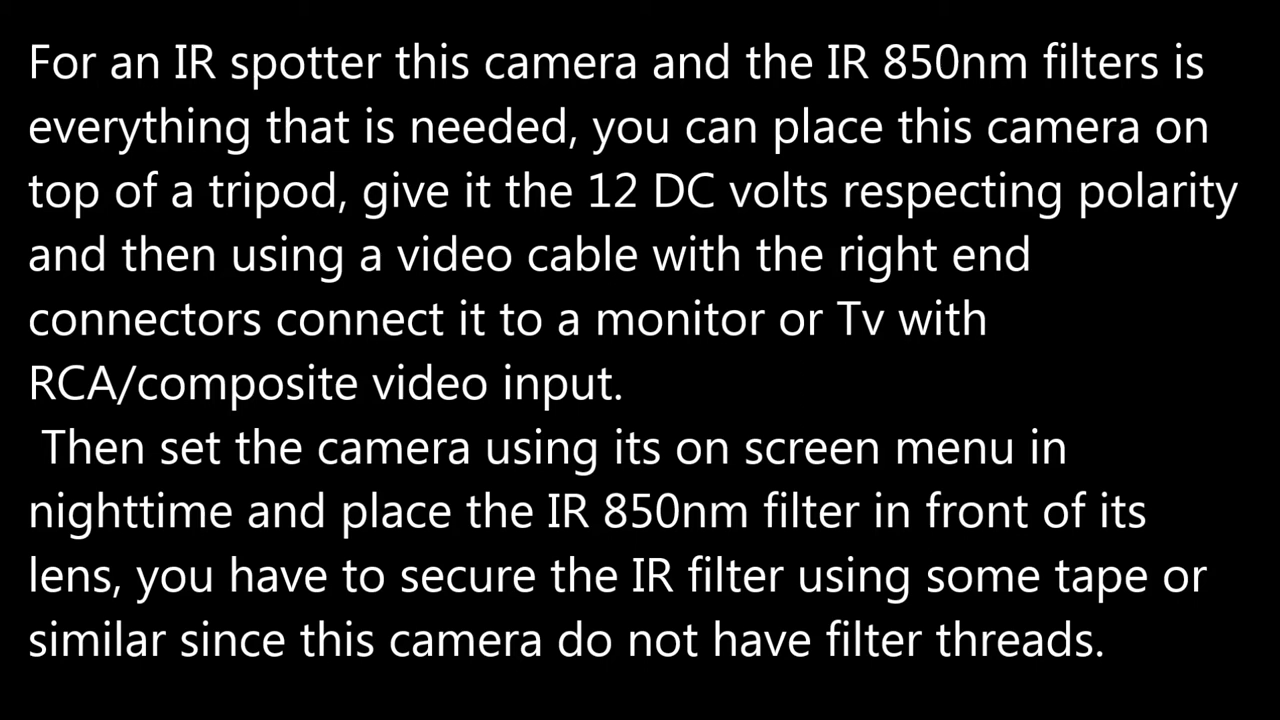 For an IR spotter this camera and the IR 850nm filters is
everything that is needed, you can place this camera on
top of a tripod, give it the 12 DC volts respecting polarity
and then using a video cable with the right end
connectors connect it to a monitor or Tv with
RCA/composite video input.
Then set the camera using its on screen menu in
nighttime and place the IR 850nm filter in front of its
lens, you have to secure the IR filter using some tape or
similar since this camera do not have filter threads.